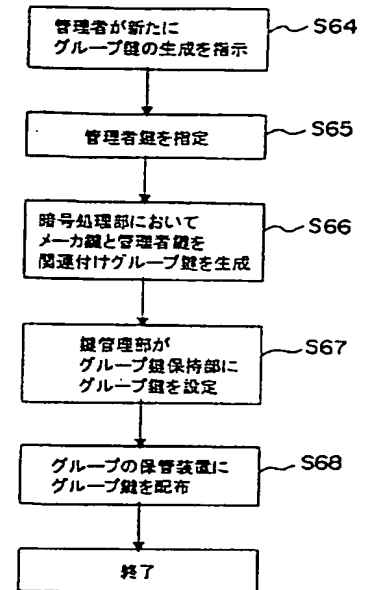 管理者が新たに
グループ鍵の生成を指示
S64
管理者鍵を指定
S65
暗号処理部において
メーカ鍵と管理者鍵を
関連付けグループ鍵を生成
S66
鍵管理部が
グループ鍵保持部に
グループ鍵を設定
S67
グループの保管装置に
グループ鍵を配布
S68
終了